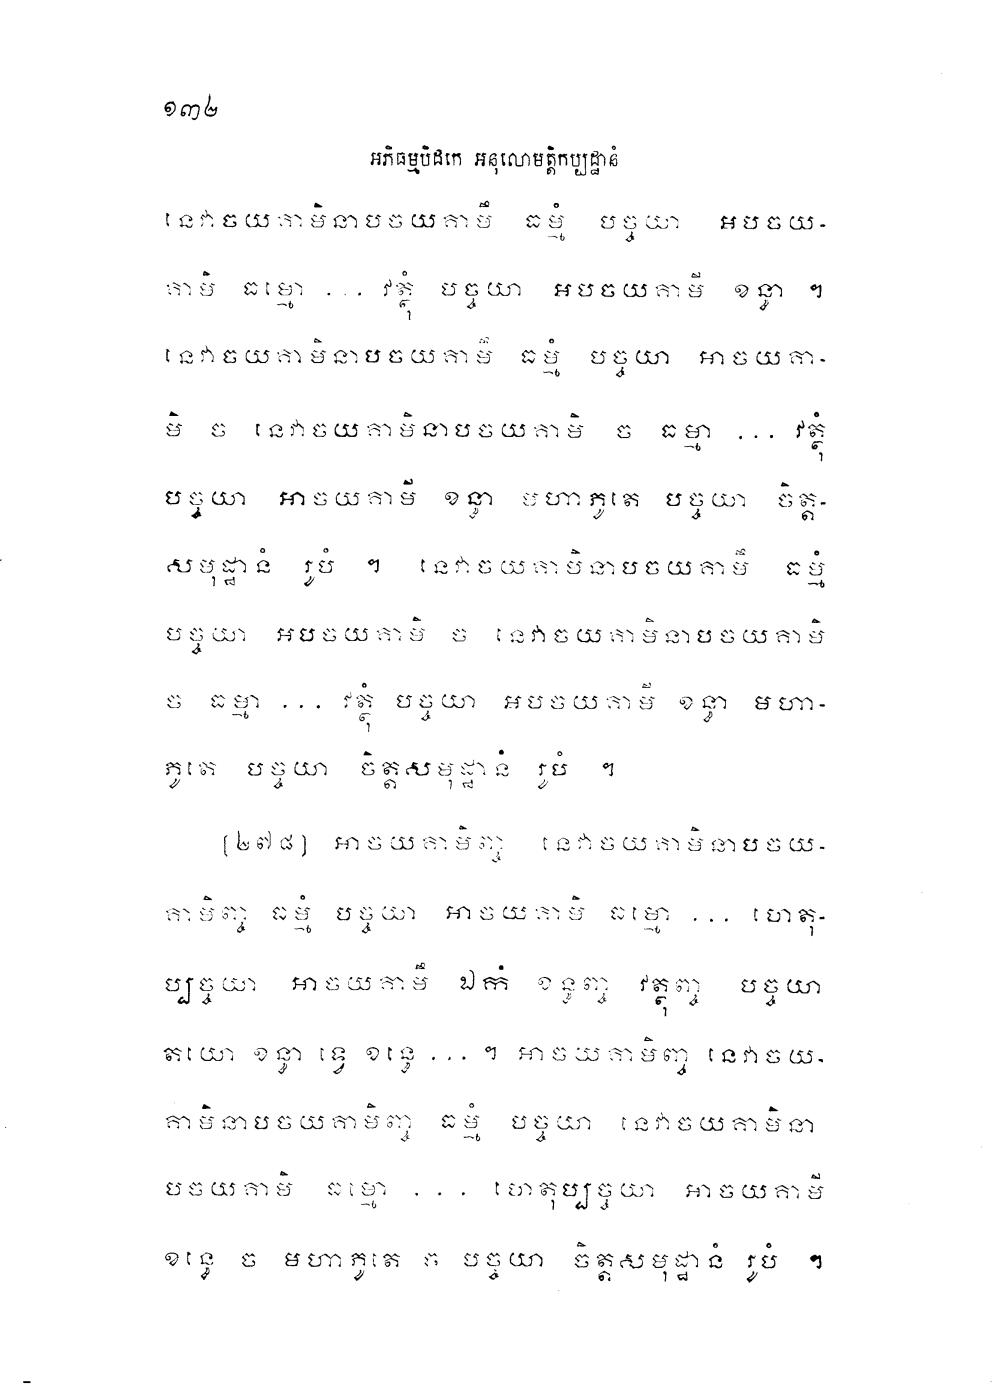 ១៣២
អភិធម្មបិដកេ អនុលោមត្តិកប្បដ្ឋានំ
នេវាចយគាមិនាបចយគាមឹ ធម្មំ បច្ចយា អបចយ-
គាមិ ធម្មោ ... វត្ថុំ បច្ចយា អបចយគាមី ខន្ធា ។
នេវាចយគាមិនាបចយគាមឹ ធម្មំ បច្ចយា អាចយគា-
មិ ច នេវាចយគាមិនាបចយគាមិ ច ធម្មា ... វត្ថុំ
បច្ចយា អាចយគាមី ខន្ធា មហាភូតេ បច្ចយា ចិត្ត-
សមុដ្ឋានំ រូបំ ។ នេវាចយគាមិនាបចយគាមឹ ធម្មំ
បច្ចយា អបចយគាមិ ច នេវាចយគាមិនាបចយគាមិ
ច ធម្មា ... វត្ថុំ បច្ចយា អបចយគាមី ខន្ធា មហា-
ភូតេ បច្ចយា ចិត្តសមុដ្ឋានំ រូបំ ។
[២៧៨] អាចយគាមិញ្ច នេវាចយគាមិនាបចយ-
គាមិញ្ច ធម្មំ បច្ចយា អាចយគាមិ ធម្មោ ... ហេតុ-
ប្បច្ចយា អាចយគាមឹ ឯកំ ខន្ធញ្ច វត្ថុញ្ច បច្ចយា
តយោ ខន្ធា ទ្វេ ខន្ធេ ... ។ អាចយគាមិញ្ច នេវាចយ-
គាមិនាបចយគាមិញ្ច ធម្មំ បច្ចយា នេវាចយគាមិនា
បចយគាមិ ធម្មោ ... ហេតុប្បច្ចយា អាចយគាមី
ខន្ធេ ច មហាភូតេ ច បច្ចយា ចិត្តសមុដ្ឋានំ រូបំ ។